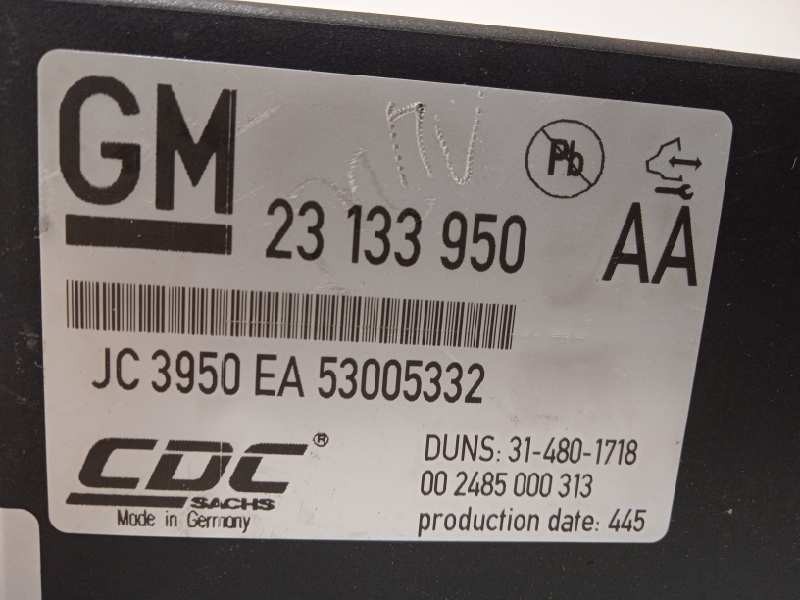 GM
Pb
23 133 950
AA
JC 3950 EA 53005332
CDC®
SACHS
Made in Germany
DUNS: 31-480-1718
00 2485 000 313
production date: 445